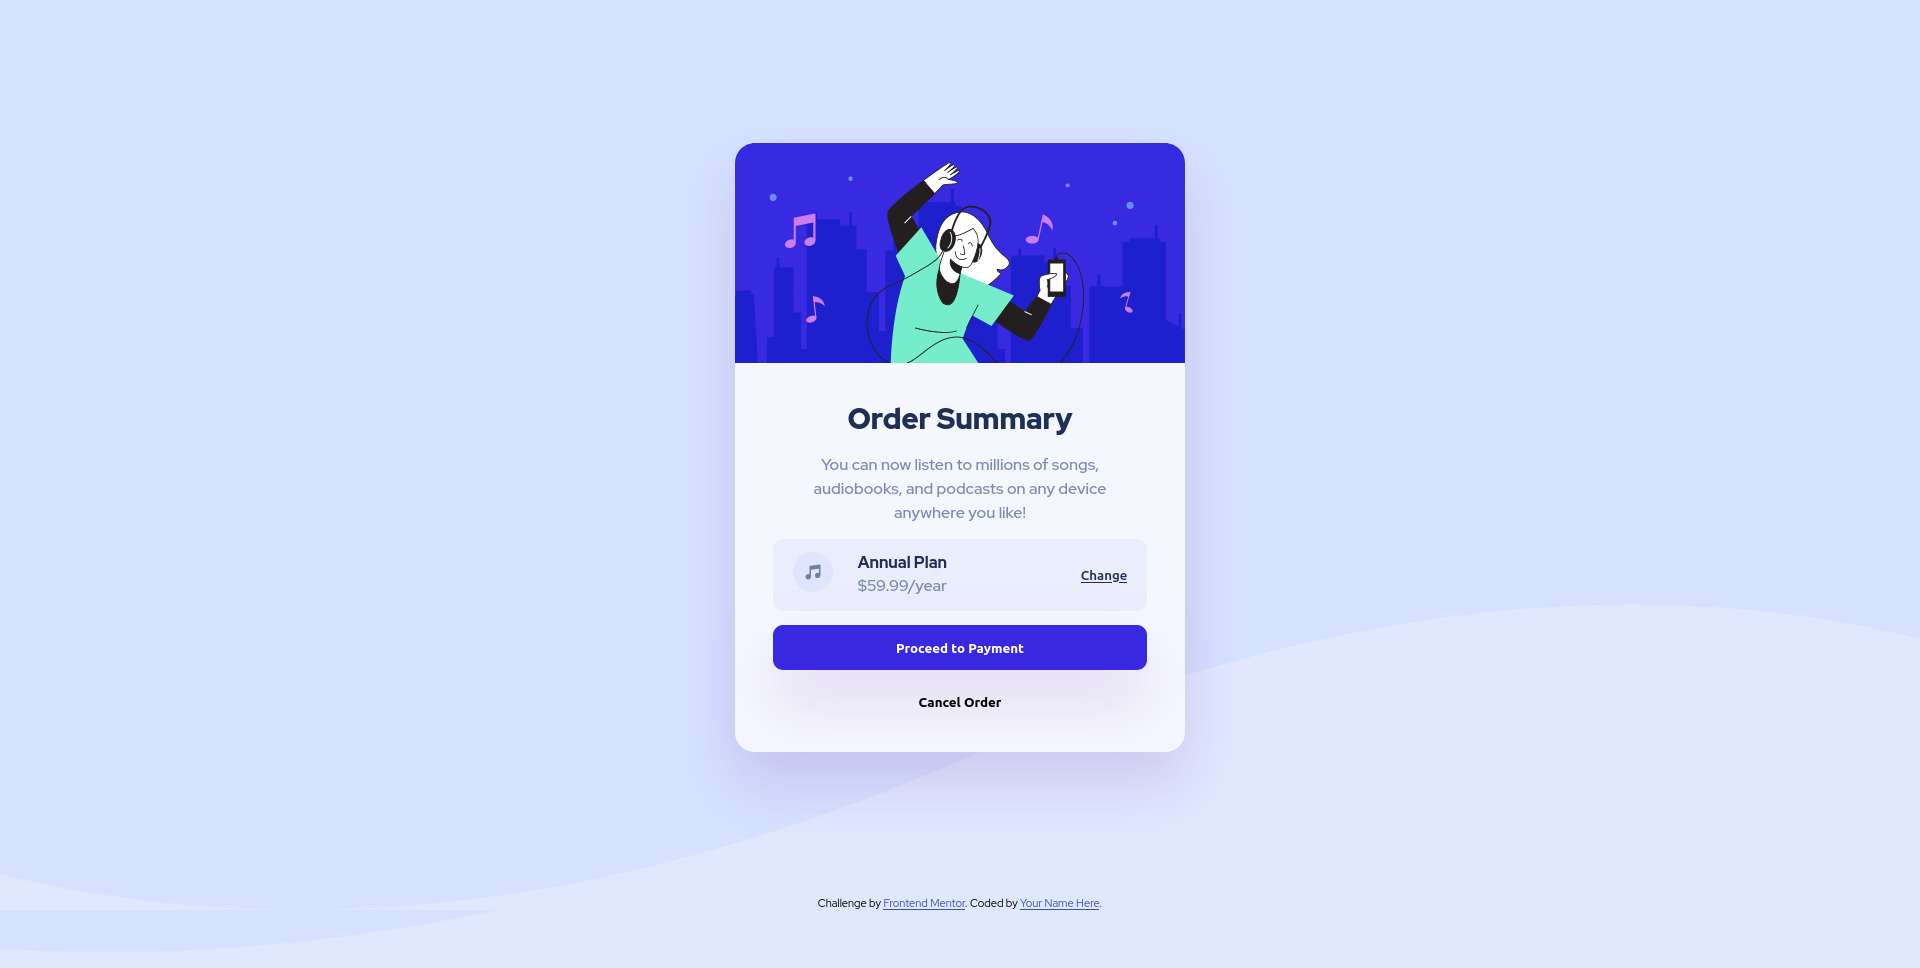 Order Summary
You can now listen to millions of songs,
audiobooks, and podcasts on any device
anywhere you like!
Annual Plan
$59.99/year
Change
Proceed to Payment
Cancel Order
Challenge by Frontend Mentor. Coded by Your Name Here.